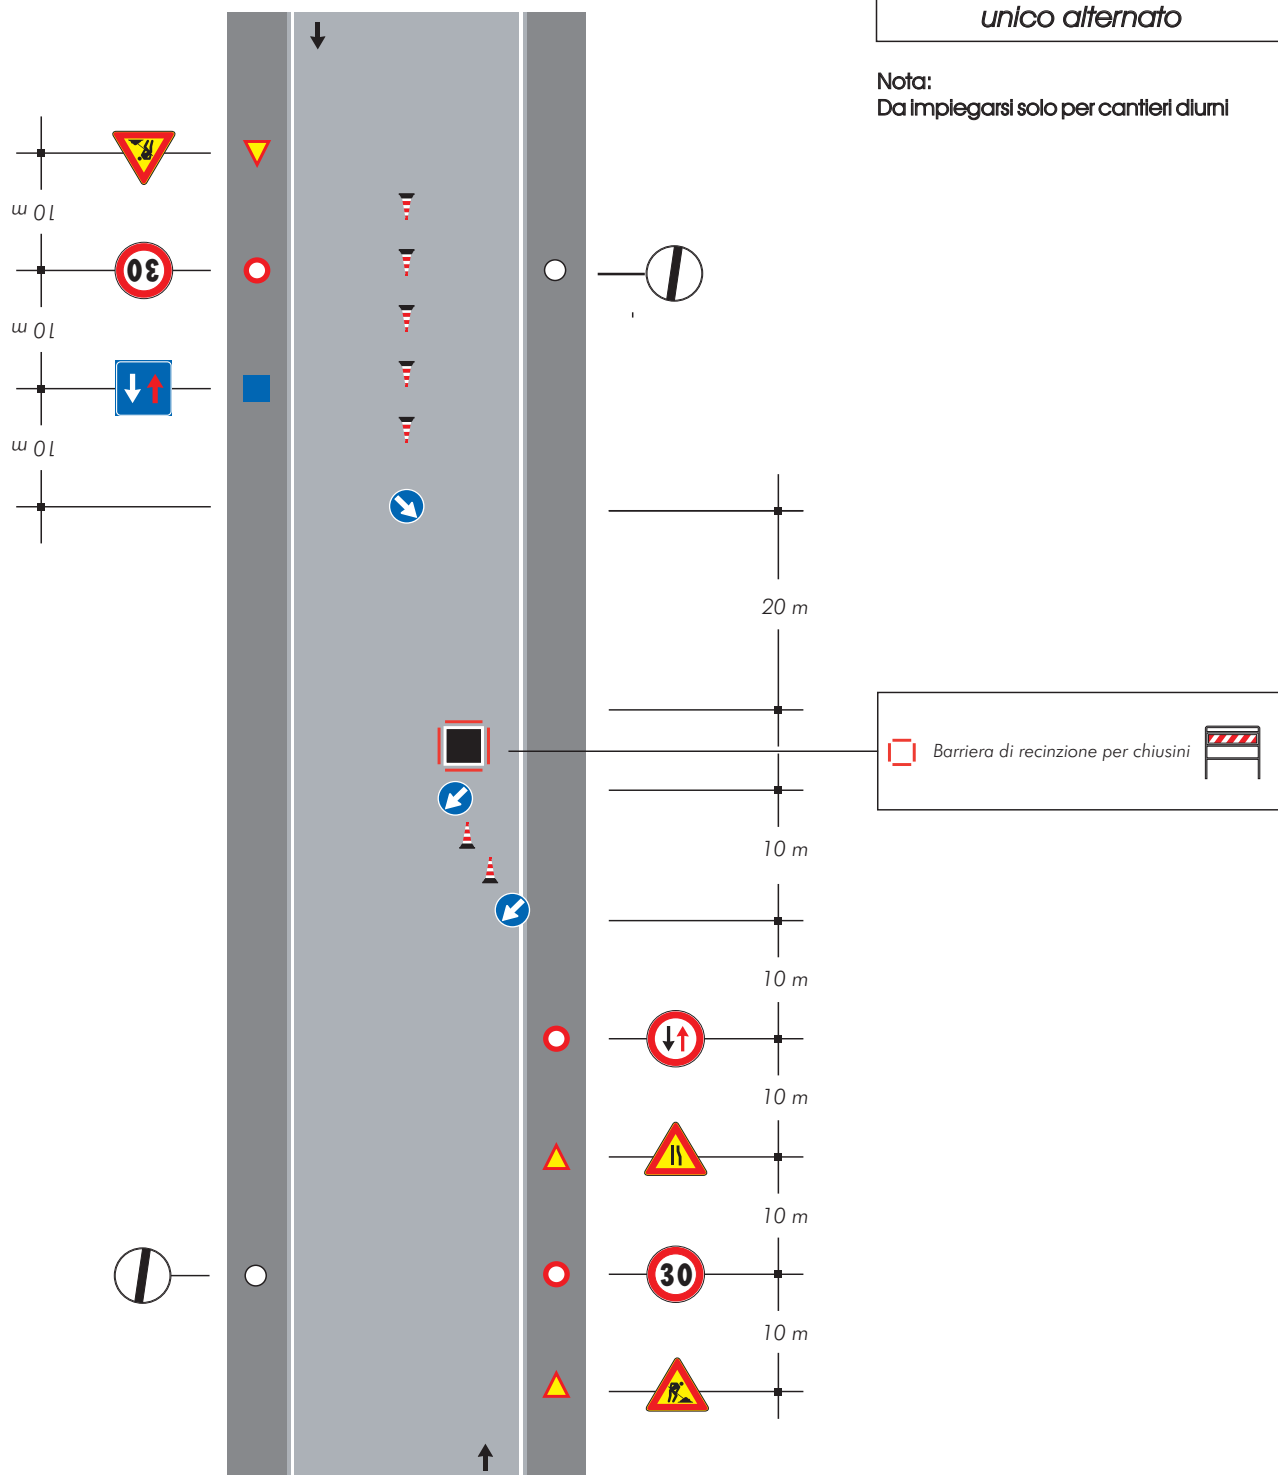 unico alternato
Nota:
Da impiegarsi solo per cantieri diurni
10 m
30
10 m
10 m
20 m
Barriera di recinzione per chiusini
10 m
10 m
10 m
10 m
30
10 m